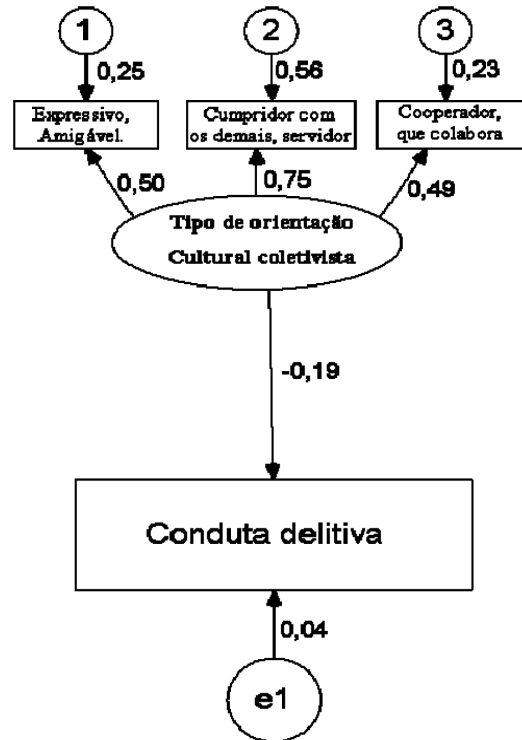 1
2
3
0,25
0,56
0,23
Expressivo,
Amigável.
Cumpridor com
os demais, servidor
Cooperador,
que colabora
0,50
0,75
0,49
Tipo de orientação
Cultural coletivista
-0,19
Conduta delitiva
0,04
e1